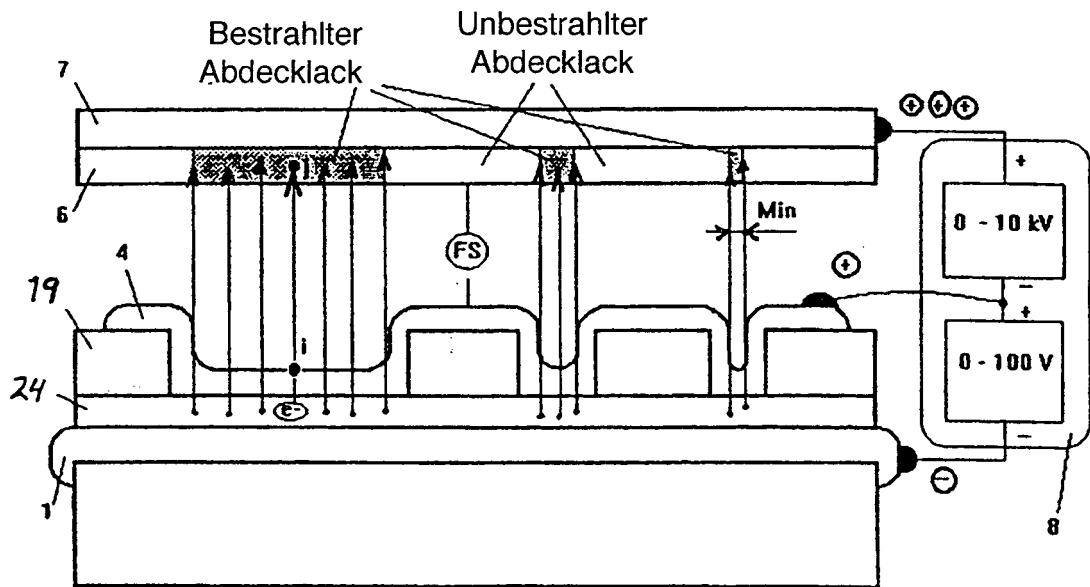 Bestrahlter
Abdecklack
Unbestrahlter
Abdecklack
7
+ + +
+
6
Min
0 - 10 kV
FS
4
+
−
19
+
i
j
0 - 100 V
24
e-
−
1
−
8